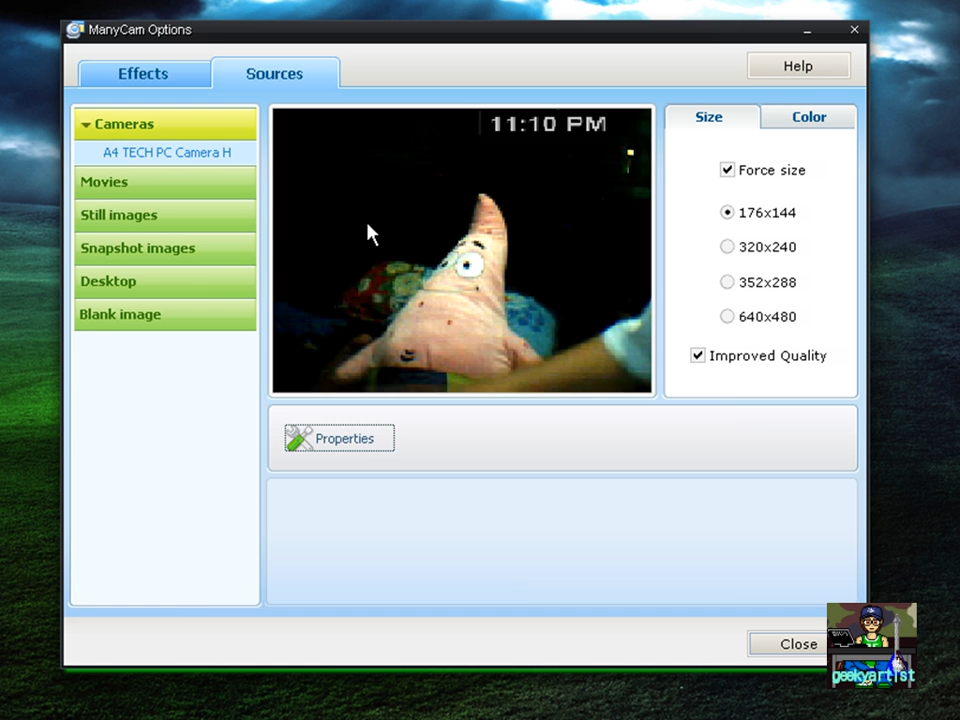 ManyCam Options
Effects
Sources
Help
Cameras
A4 TECH PC Camera H
Movies
Still images
Snapshot images
Desktop
Blank image
11:10 PM
Size
Color
Force size
176x144
320x240
352x288
640x480
Improved Quality
Properties
Close
geekyartist